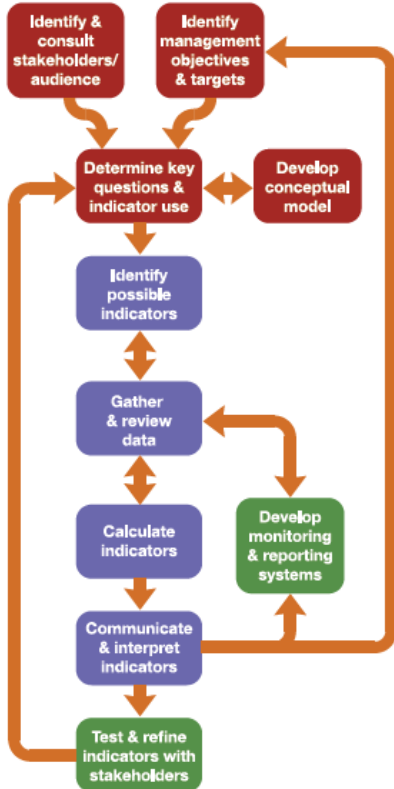 Identify &
consult
stakeholders/
audience
Identify
management
objectives
& targets
Determine key
questions &
indicator use
Develop
conceptual
model
Identify
possible
indicators
Gather
& review
data
Calculate
indicators
Develop
monitoring
& reporting
systems
Communicate
& interpret
indicators
Test & refine
indicators with
stakeholders